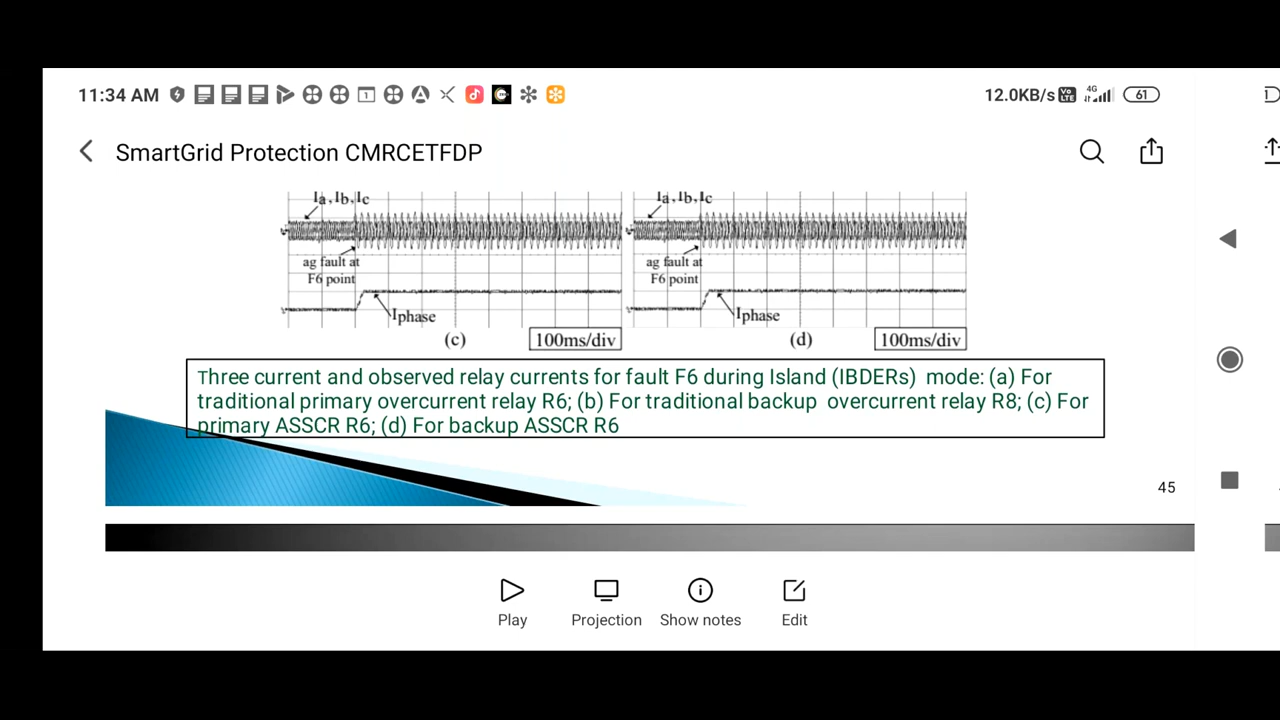 11:34 AM
12.0KB/s
Vo LTE
4G
61
SmartGrid Protection CMRCETFDP
Ia,Ib,Ic
Ia,Ib,Ic
ag fault at
F6 point
ag fault at
F6 point
Iphase
Iphase
(c)
100ms/div
(d)
100ms/div
Three current and observed relay currents for fault F6 during Island (IBDERs) mode: (a) For
traditional primary overcurrent relay R6; (b) For traditional backup overcurrent relay R8; (c) For
primary ASSCR R6; (d) For backup ASSCR R6
45
Play
Projection
Show notes
Edit